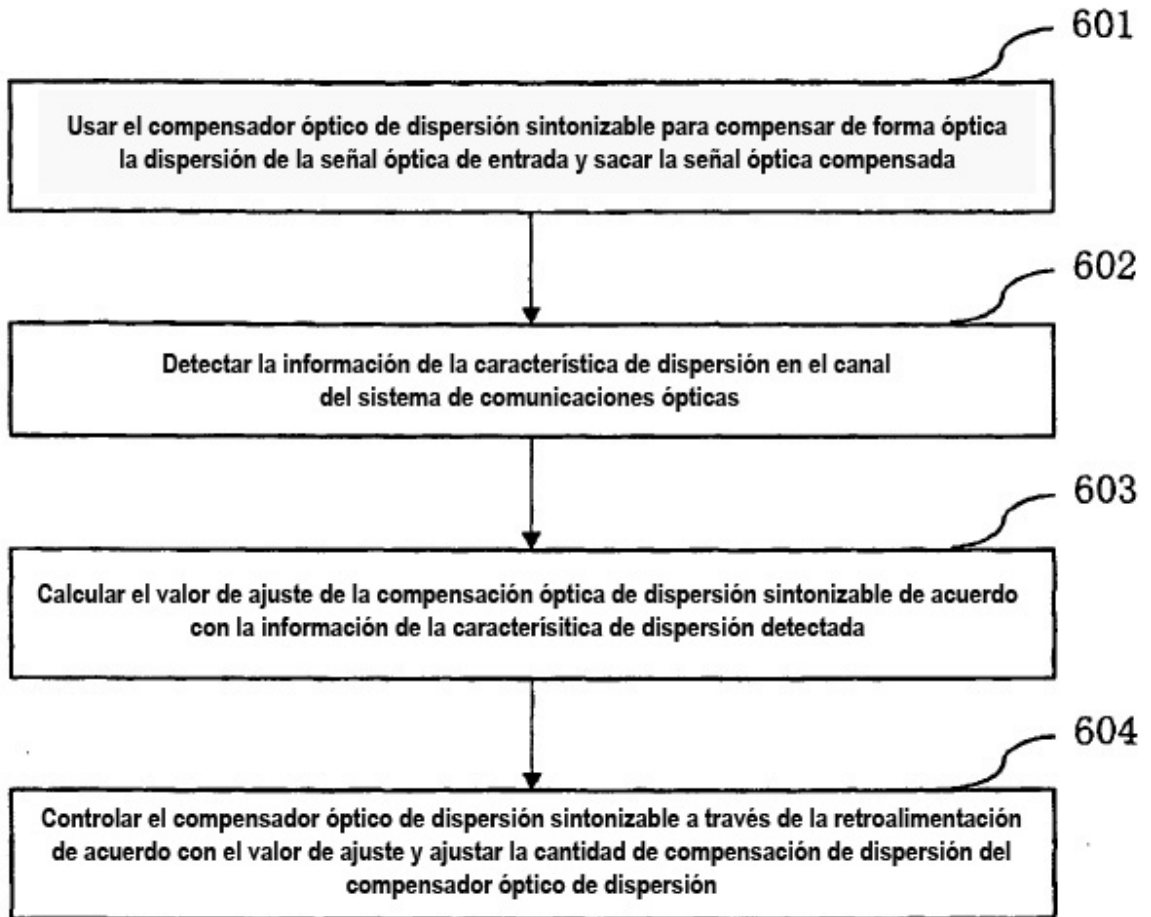 601
Usar el compensador óptico de dispersión sintonizable para compensar de forma óptica
la dispersión de la señal óptica de entrada y sacar la señal óptica compensada
602
Detectar la información de la característica de dispersión en el canal
del sistema de comunicaciones ópticas
603
Calcular el valor de ajuste de la compensación óptica de dispersión sintonizable de acuerdo
con la información de la caracterísitica de dispersión detectada
604
Controlar el compensador óptico de dispersión sintonizable a través de la retroalimentación
de acuerdo con el valor de ajuste y ajustar la cantidad de compensación de dispersión del
compensador óptico de dispersión